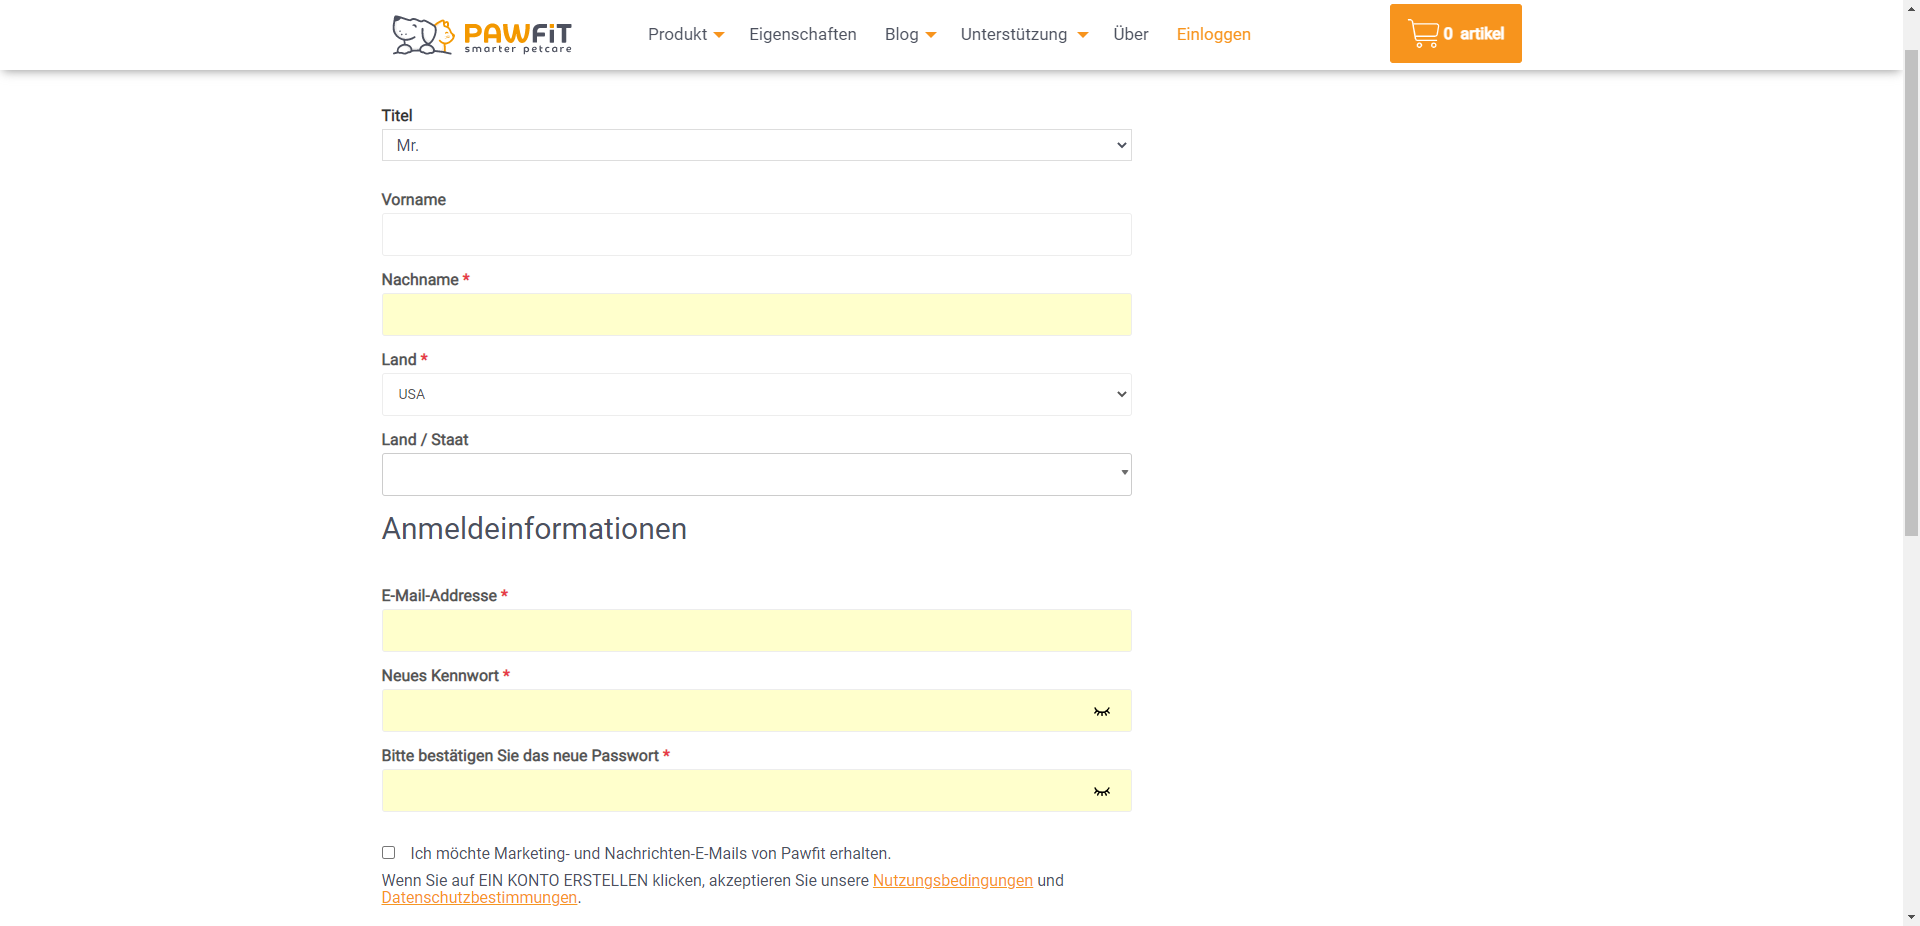 PAWFiT
smarter petcare
Produkt Eigenschaften Blog Unterstützung Über Einloggen
0 artikel
Titel
Mr.
Vorname
Nachname *
Land *
USA
Land / Staat
Anmeldeinformationen
E-Mail-Addresse *
Neues Kennwort *
Bitte bestätigen Sie das neue Passwort *
Ich möchte Marketing- und Nachrichten-E-Mails von Pawfit erhalten.
Wenn Sie auf EIN KONTO ERSTELLEN klicken, akzeptieren Sie unsere Nutzungsbedingungen und
Datenschutzbestimmungen.